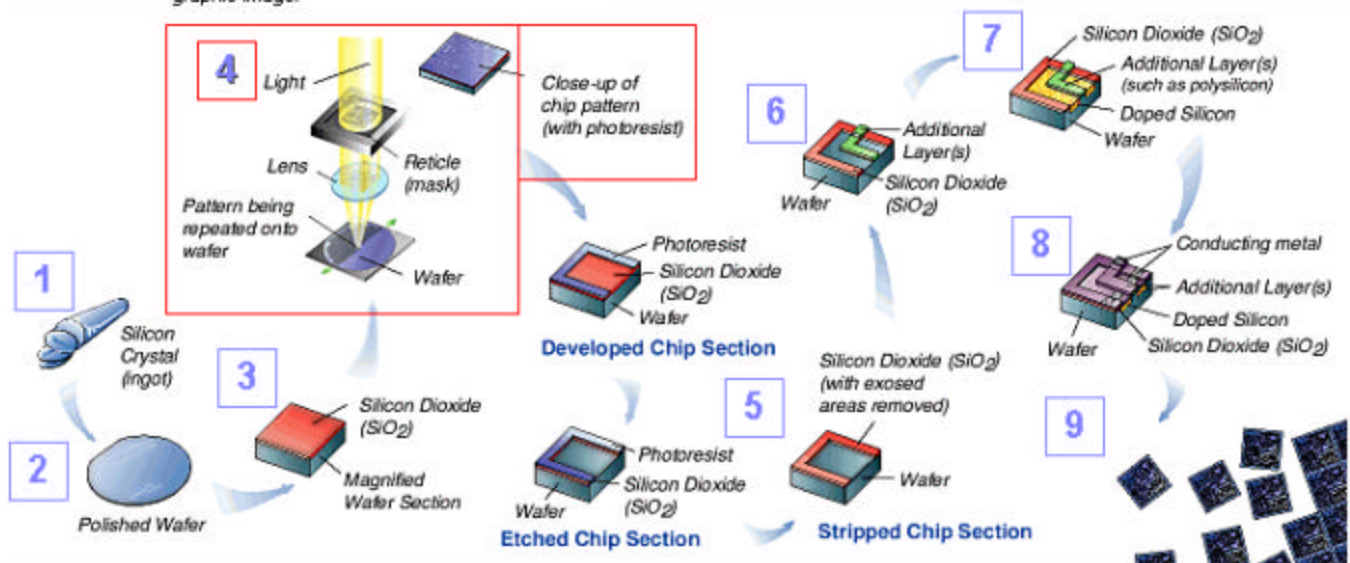 graphic image.
1
Silicon
Crystal
(ingot)
2
Polished Wafer
3
Silicon Dioxide
(SiO2)
Magnified
Wafer Section
4
Light
Lens
Reticle
(mask)
Pattern being
repeated onto
wafer
Wafer
Close-up of
chip pattern
(with photoresist)
Photoresist
Silicon Dioxide
(SiO2)
Wafer
Developed Chip Section
Photoresist
Silicon Dioxide
(SiO2)
Wafer
Etched Chip Section
5
Silicon Dioxide (SiO2)
(with exposed
areas removed)
Wafer
Stripped Chip Section
6
Additional
Layer(s)
Silicon Dioxide
(SiO2)
Wafer
7
Silicon Dioxide (SiO2)
Additional Layer(s)
(such as polysilicon)
Doped Silicon
Wafer
8
Conducting metal
Additional Layer(s)
Doped Silicon
Silicon Dioxide (SiO2)
Wafer
9